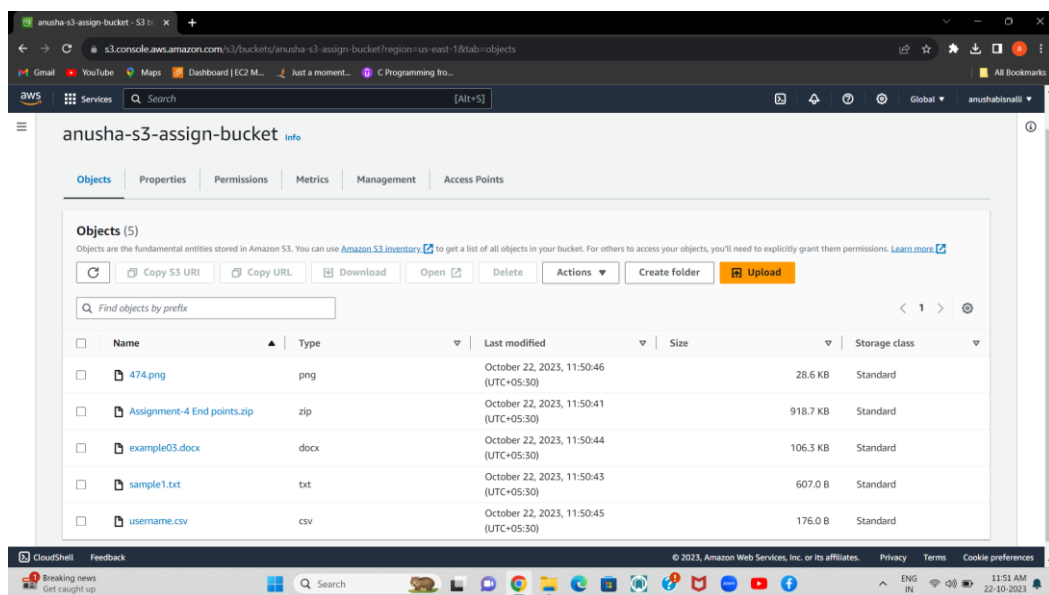 anusha-s3-assign-bucket - S3 b
s3.console.aws.amazon.com/s3/buckets/anusha-s3-assign-bucket?region=us-east-1&tab=objects
Gmail YouTube Maps Dashboard | EC2 M... Just a moment... C Programming fro... All Bookmarks
aws Services Search [Alt+S] Global anushabisnalli
anusha-s3-assign-bucket Info
Objects Properties Permissions Metrics Management Access Points
Objects (5)
Objects are the fundamental entities stored in Amazon S3. You can use Amazon S3 inventory to get a list of all objects in your bucket. For others to access your objects, you'll need to explicitly grant them permissions. Learn more
Copy S3 URI Copy URL Download Open Delete Actions Create folder Upload
Find objects by prefix 1
Name Type Last modified Size Storage class
474.png png October 22, 2023, 11:50:46 (UTC+05:30) 28.6 KB Standard
Assignment-4 End points.zip zip October 22, 2023, 11:50:41 (UTC+05:30) 918.7 KB Standard
example03.docx docx October 22, 2023, 11:50:44 (UTC+05:30) 106.3 KB Standard
sample1.txt txt October 22, 2023, 11:50:43 (UTC+05:30) 607.0 B Standard
username.csv csv October 22, 2023, 11:50:45 (UTC+05:30) 176.0 B Standard
CloudShell Feedback © 2023, Amazon Web Services, Inc. or its affiliates. Privacy Terms Cookie preferences
1 Breaking news Search ENG 11:51 AM
Get caught up IN 22-10-2023